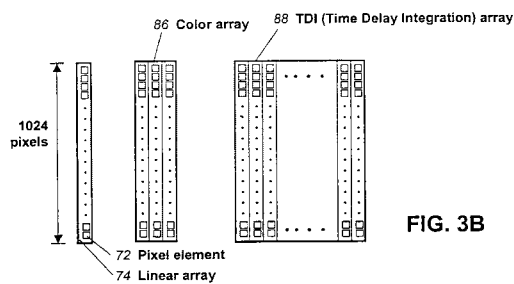 86 Color array
88 TDI (Time Delay Integration) array
1024
pixels
FIG. 3B
72 Pixel element
74 Linear array